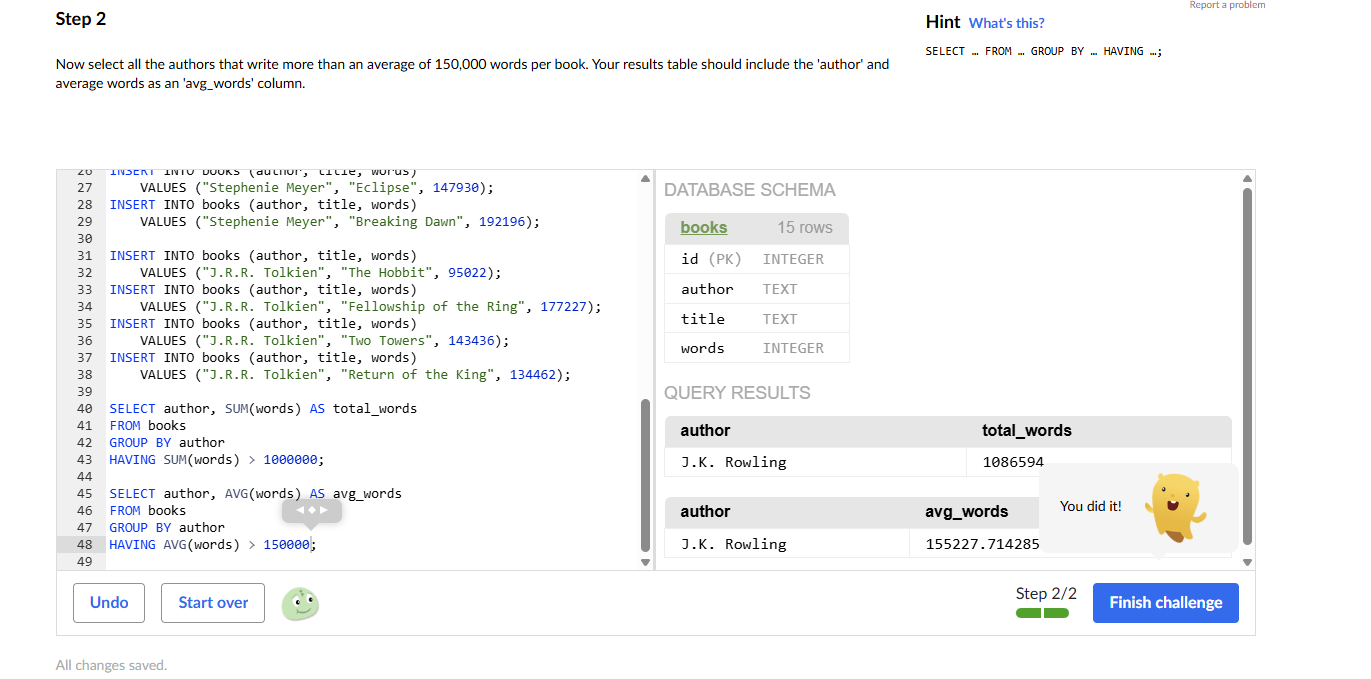 Report a problem
Step 2
Hint What's this?
SELECT … FROM … GROUP BY … HAVING …;
Now select all the authors that write more than an average of 150,000 words per book. Your results table should include the 'author' and
average words as an 'avg_words' column.
26 INSERT INTO books (author, title, words)
27 VALUES ("Stephenie Meyer", "Eclipse", 147930);
28 INSERT INTO books (author, title, words)
29 VALUES ("Stephenie Meyer", "Breaking Dawn", 192196);
30
31 INSERT INTO books (author, title, words)
32 VALUES ("J.R.R. Tolkien", "The Hobbit", 95022);
33 INSERT INTO books (author, title, words)
34 VALUES ("J.R.R. Tolkien", "Fellowship of the Ring", 177227);
35 INSERT INTO books (author, title, words)
36 VALUES ("J.R.R. Tolkien", "Two Towers", 143436);
37 INSERT INTO books (author, title, words)
38 VALUES ("J.R.R. Tolkien", "Return of the King", 134462);
39
40 SELECT author, SUM(words) AS total_words
41 FROM books
42 GROUP BY author
43 HAVING SUM(words) > 1000000;
44
45 SELECT author, AVG(words) AS avg_words
46 FROM books
47 GROUP BY author
48 HAVING AVG(words) > 150000;
49
DATABASE SCHEMA
books 15 rows
id (PK) INTEGER
author TEXT
title TEXT
words INTEGER
QUERY RESULTS
author total_words
J.K. Rowling 1086594
author avg_words
J.K. Rowling 155227.714285
You did it!
Undo
Start over
Step 2/2
Finish challenge
All changes saved.